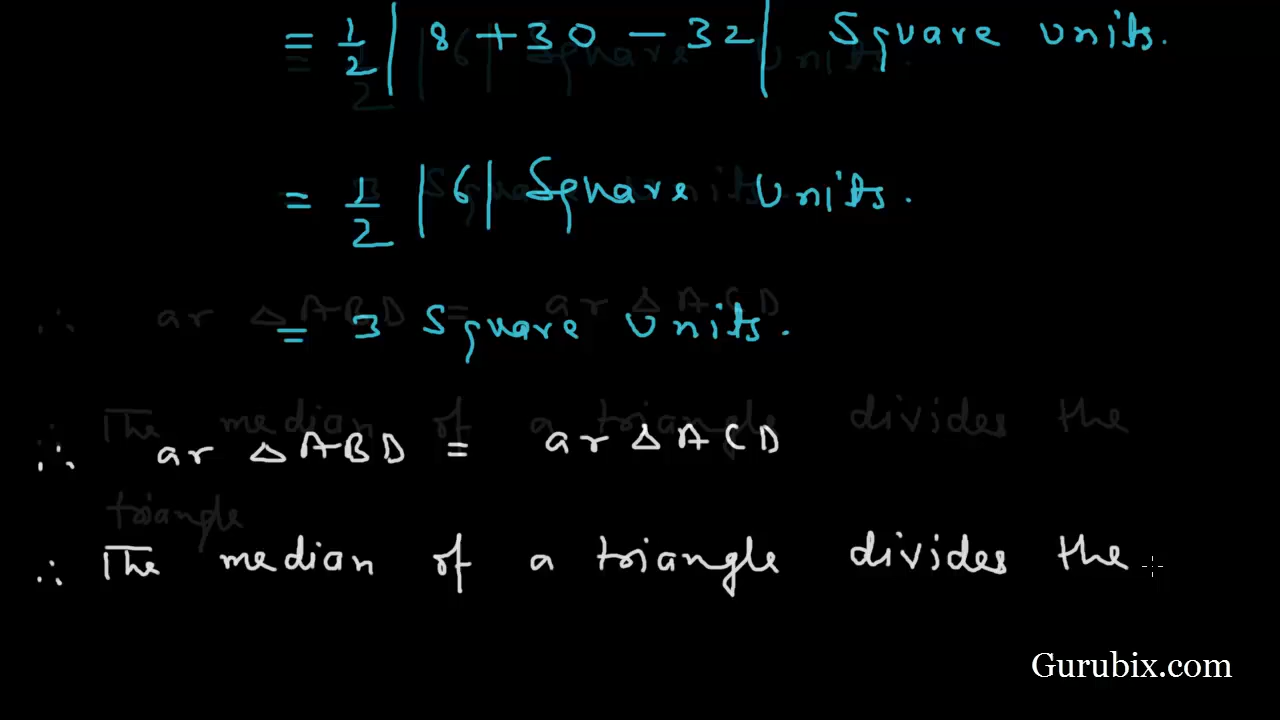 = 1/2 | 8 + 30 - 32 | Square units.
= 1/2 |6| Square Units.
= 3 Square Units.
∴ ar △ABD = ar △ACD
∴ The median of a triangle divides the
triangle
Gurubix.com